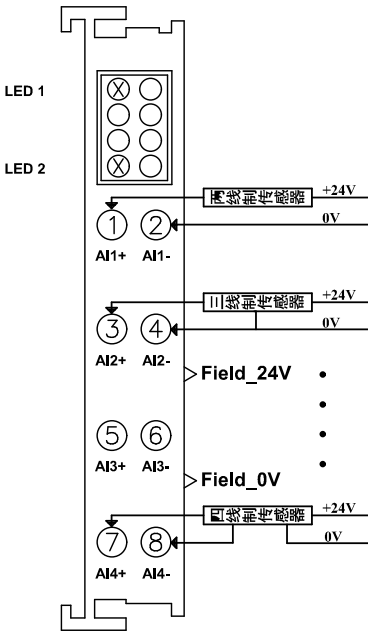 LED 1
LED 2
两线制传感器 +24V
① ② 0V
AI1+ AI1-
三线制传感器 +24V
③ ④ 0V
AI2+ AI2-
Field_24V
⑤ ⑥
AI3+ AI3-
Field_0V
四线制传感器 +24V
⑦ ⑧ 0V
AI4+ AI4-